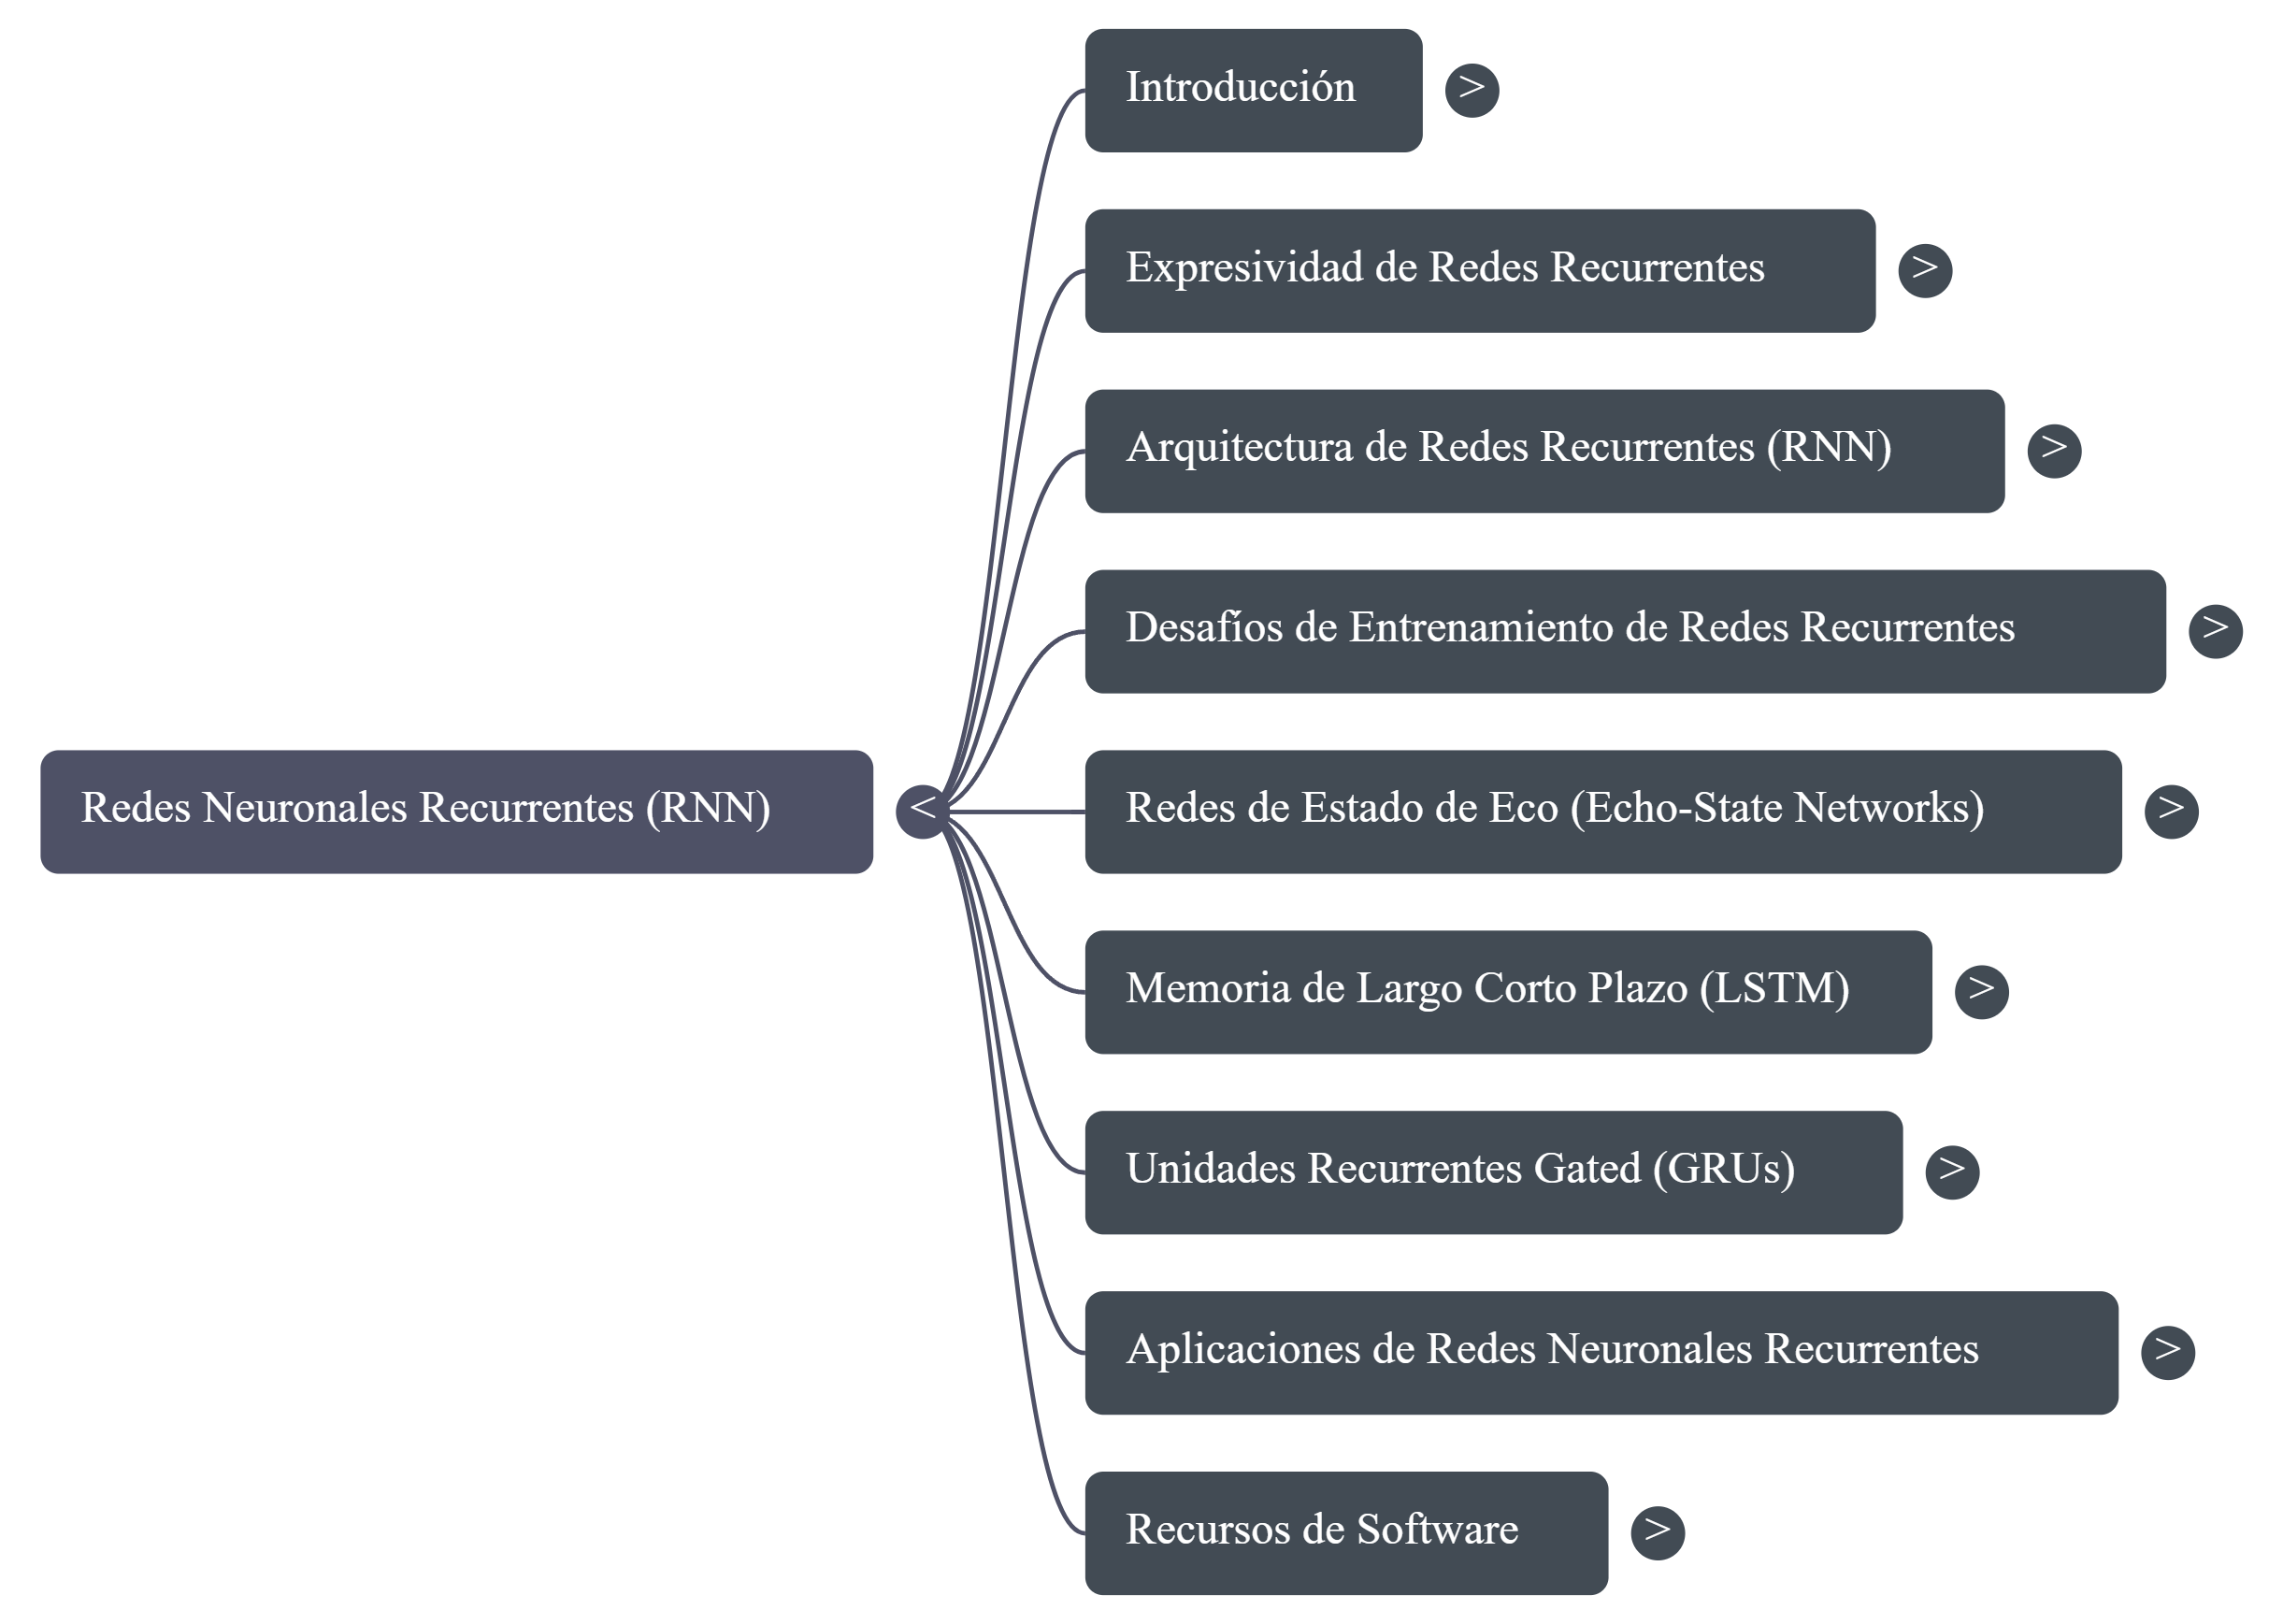 Introducción
>
Expresividad de Redes Recurrentes
>
Arquitectura de Redes Recurrentes (RNN)
>
Desafíos de Entrenamiento de Redes Recurrentes
>
Redes Neuronales Recurrentes (RNN)
<
Redes de Estado de Eco (Echo-State Networks)
>
Memoria de Largo Corto Plazo (LSTM)
>
Unidades Recurrentes Gated (GRUs)
>
Aplicaciones de Redes Neuronales Recurrentes
>
Recursos de Software
>